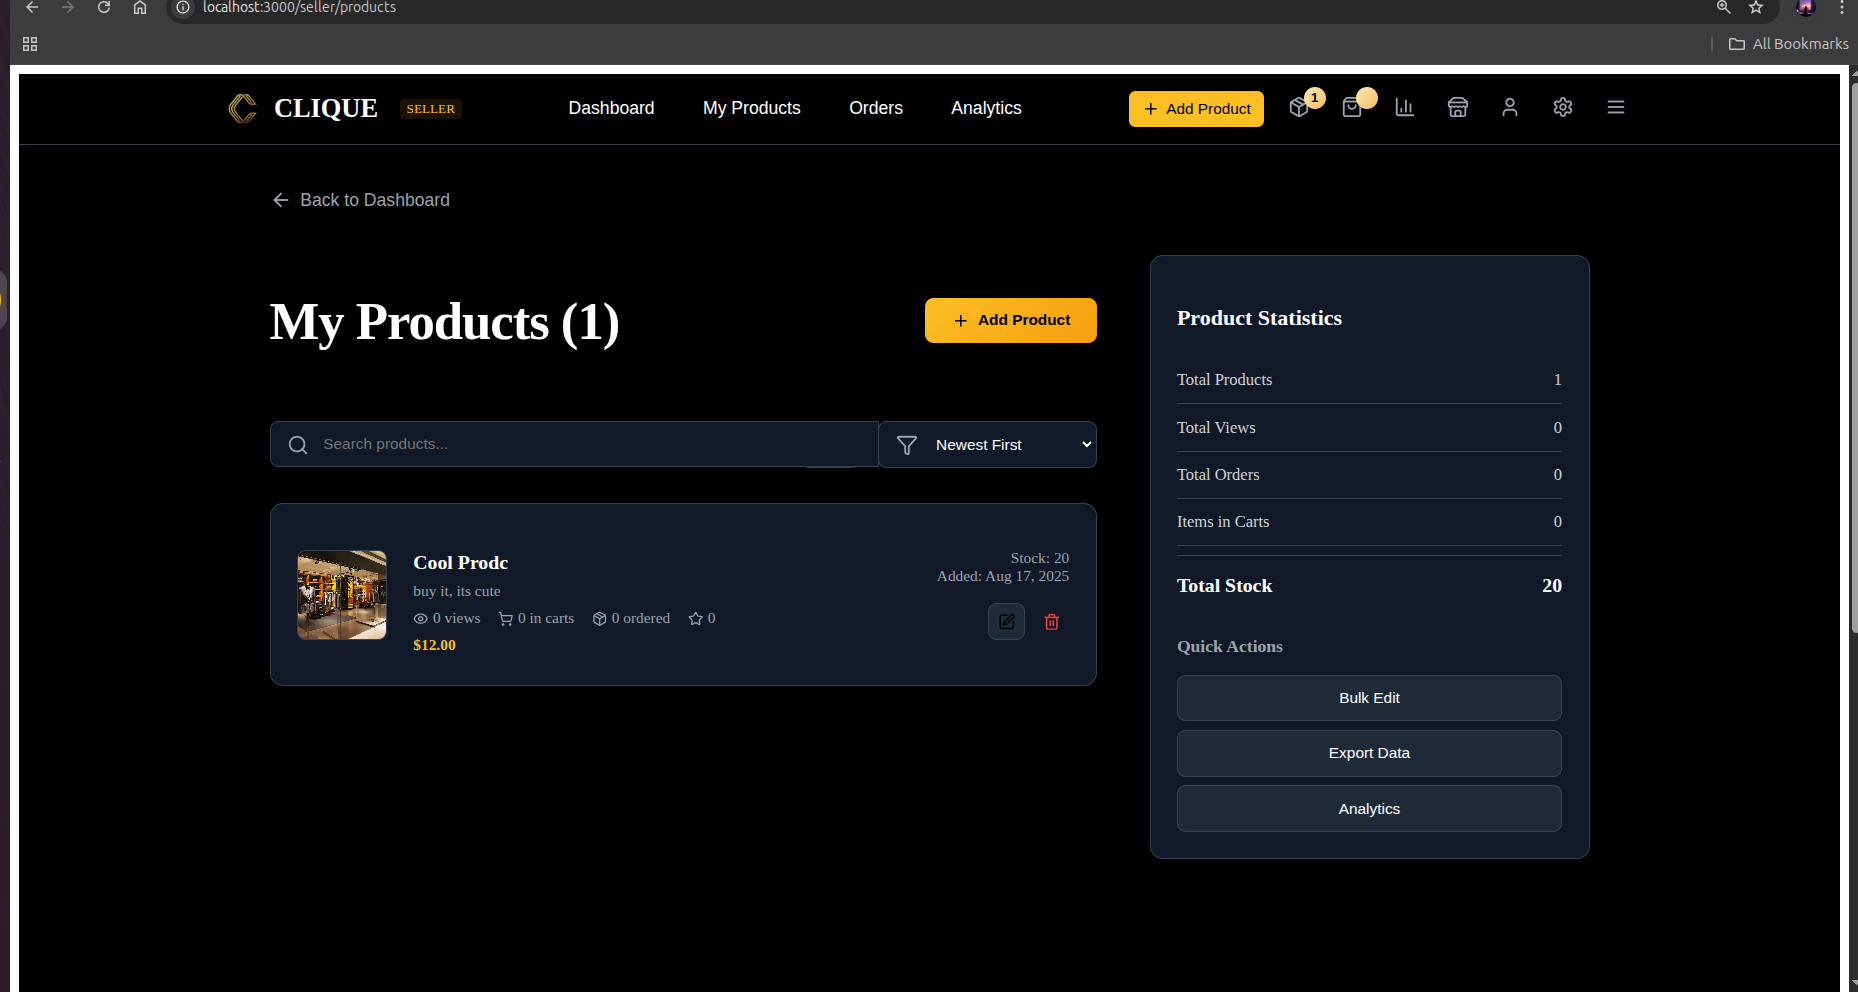 localhost:3000/seller/products
All Bookmarks
CLIQUE
SELLER
Dashboard
My Products
Orders
Analytics
Add Product
1
Back to Dashboard
My Products (1)
Add Product
Search products...
Newest First
Cool Prodc
buy it, its cute
0 views
0 in carts
0 ordered
0
$12.00
Stock: 20
Added: Aug 17, 2025
Product Statistics
Total Products 1
Total Views 0
Total Orders 0
Items in Carts 0
Total Stock 20
Quick Actions
Bulk Edit
Export Data
Analytics